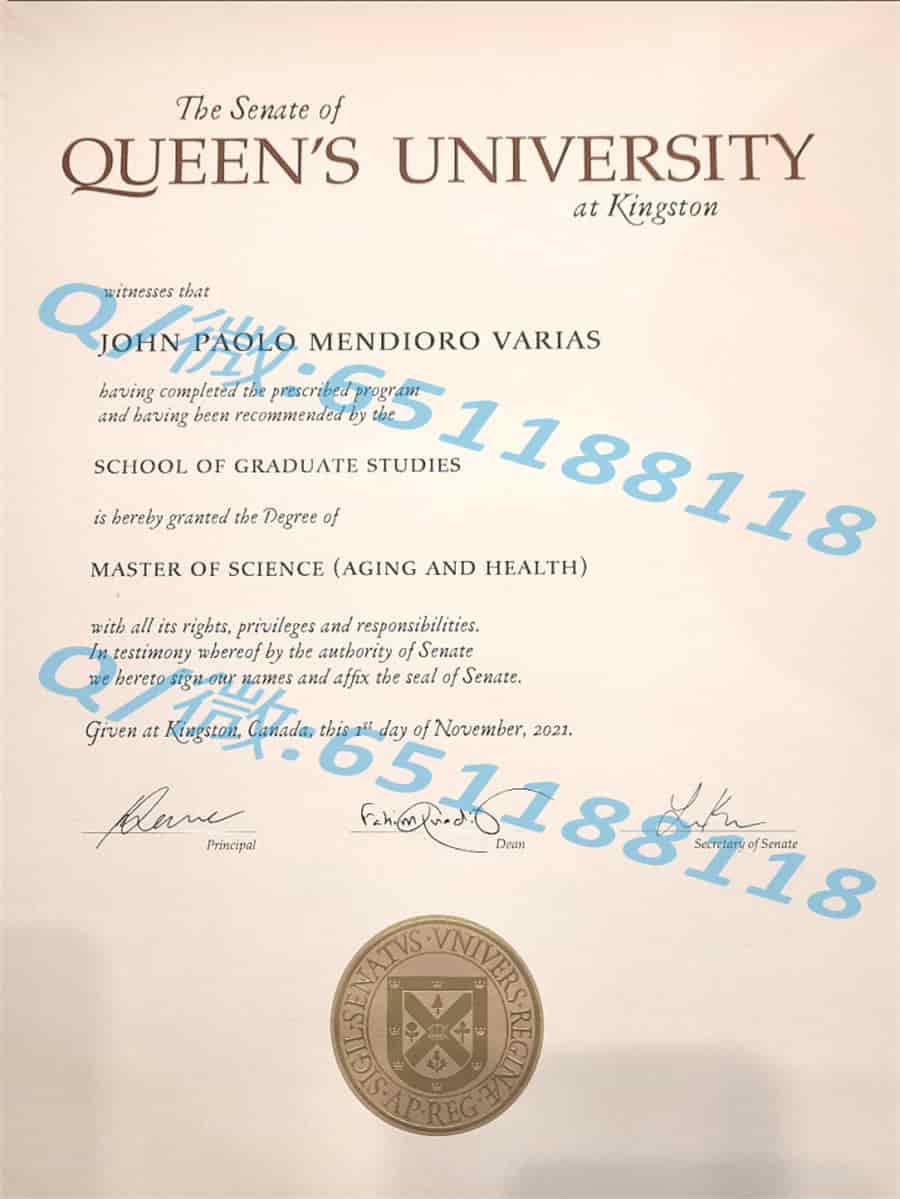 The Senate of
QUEEN'S UNIVERSITY
at Kingston
witnesses that
JOHN PAOLO MENDIORO VARIAS
Q/微:651188118
having completed the prescribed program
and having been recommended by the
SCHOOL OF GRADUATE STUDIES
is hereby granted the Degree of
MASTER OF SCIENCE (AGING AND HEALTH)
with all its rights, privileges and responsibilities.
In testimony whereof by the authority of Senate
we hereto sign our names and affix the seal of Senate.
Q/微:651188118
Given at Kingston, Canada, this 1st day of November, 2021.
Principal
Dean
Secretary of Senate
SIGIL·SENATVS·VNIVERS·REGINÆ·AP·REG·